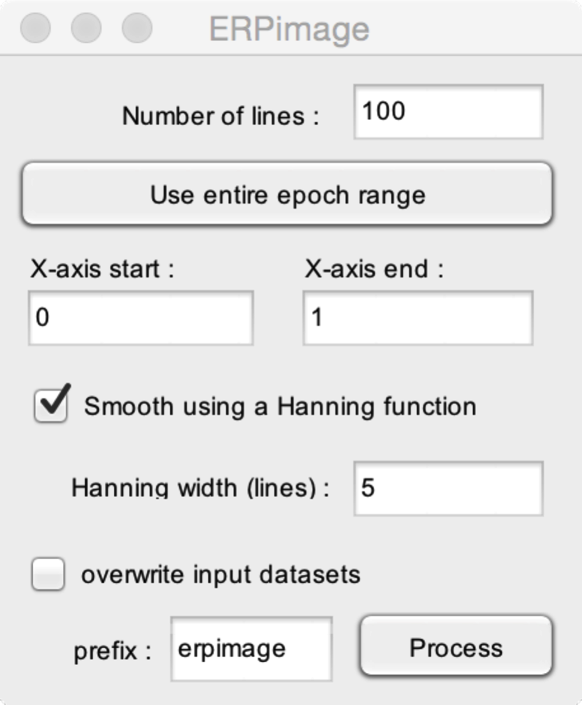 ERPimage
Number of lines : 100
Use entire epoch range
X-axis start : X-axis end :
0 1
Smooth using a Hanning function
Hanning width (lines) : 5
overwrite input datasets
prefix : erpimage Process